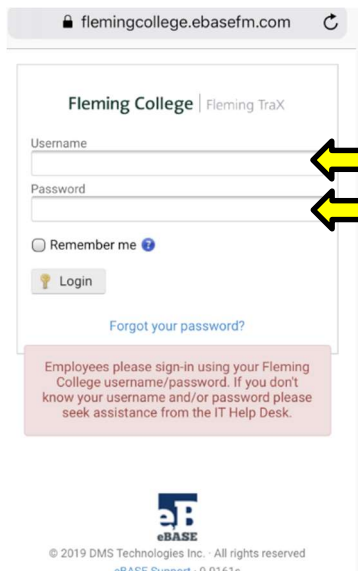 flemingcollege.ebasefm.com
Fleming College | Fleming TraX
Username
Password
Remember me ?
Login
Forgot your password?
Employees please sign-in using your Fleming
College username/password. If you don't
know your username and/or password please
seek assistance from the IT Help Desk.
eB
eBASE
© 2019 DMS Technologies Inc. · All rights reserved
eBASE Support